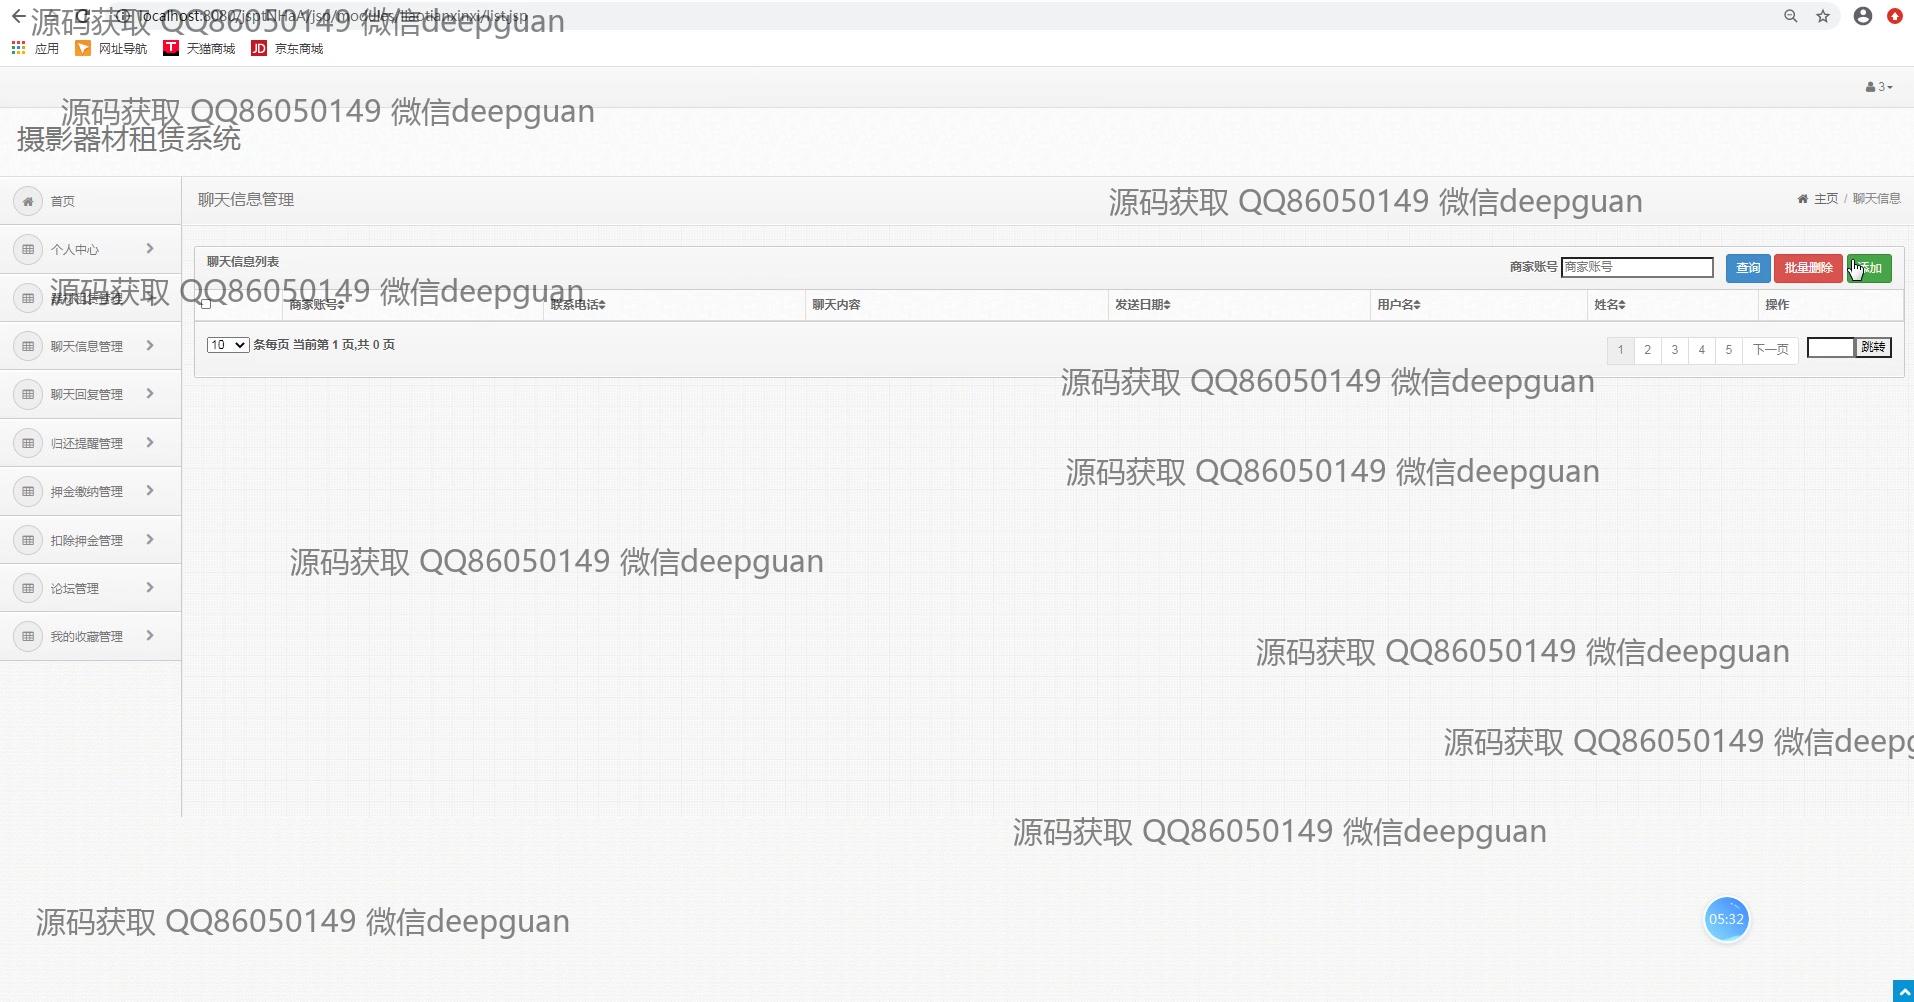 源码获取 QQ86050149 微信deepguan
应用 网址导航 天猫商城 JD 京东商城
3
源码获取 QQ86050149 微信deepguan
摄影器材租赁系统
首页
聊天信息管理
源码获取 QQ86050149 微信deepguan
主页 / 聊天信息
个人中心
聊天信息列表
商家账号 商家账号 查询 批量删除 添加
源码获取 QQ86050149 微信deepguan
器材租赁管理
商家账号 联系电话 聊天内容 发送日期 用户名 姓名 操作
聊天信息管理
10 条每页 当前第 1 页,共 0 页
1 2 3 4 5 下一页 跳转
源码获取 QQ86050149 微信deepguan
聊天回复管理
归还提醒管理
源码获取 QQ86050149 微信deepguan
押金缴纳管理
扣除押金管理
源码获取 QQ86050149 微信deepguan
论坛管理
我的收藏管理
源码获取 QQ86050149 微信deepguan
源码获取 QQ86050149 微信deepg
源码获取 QQ86050149 微信deepguan
源码获取 QQ86050149 微信deepguan
05:32